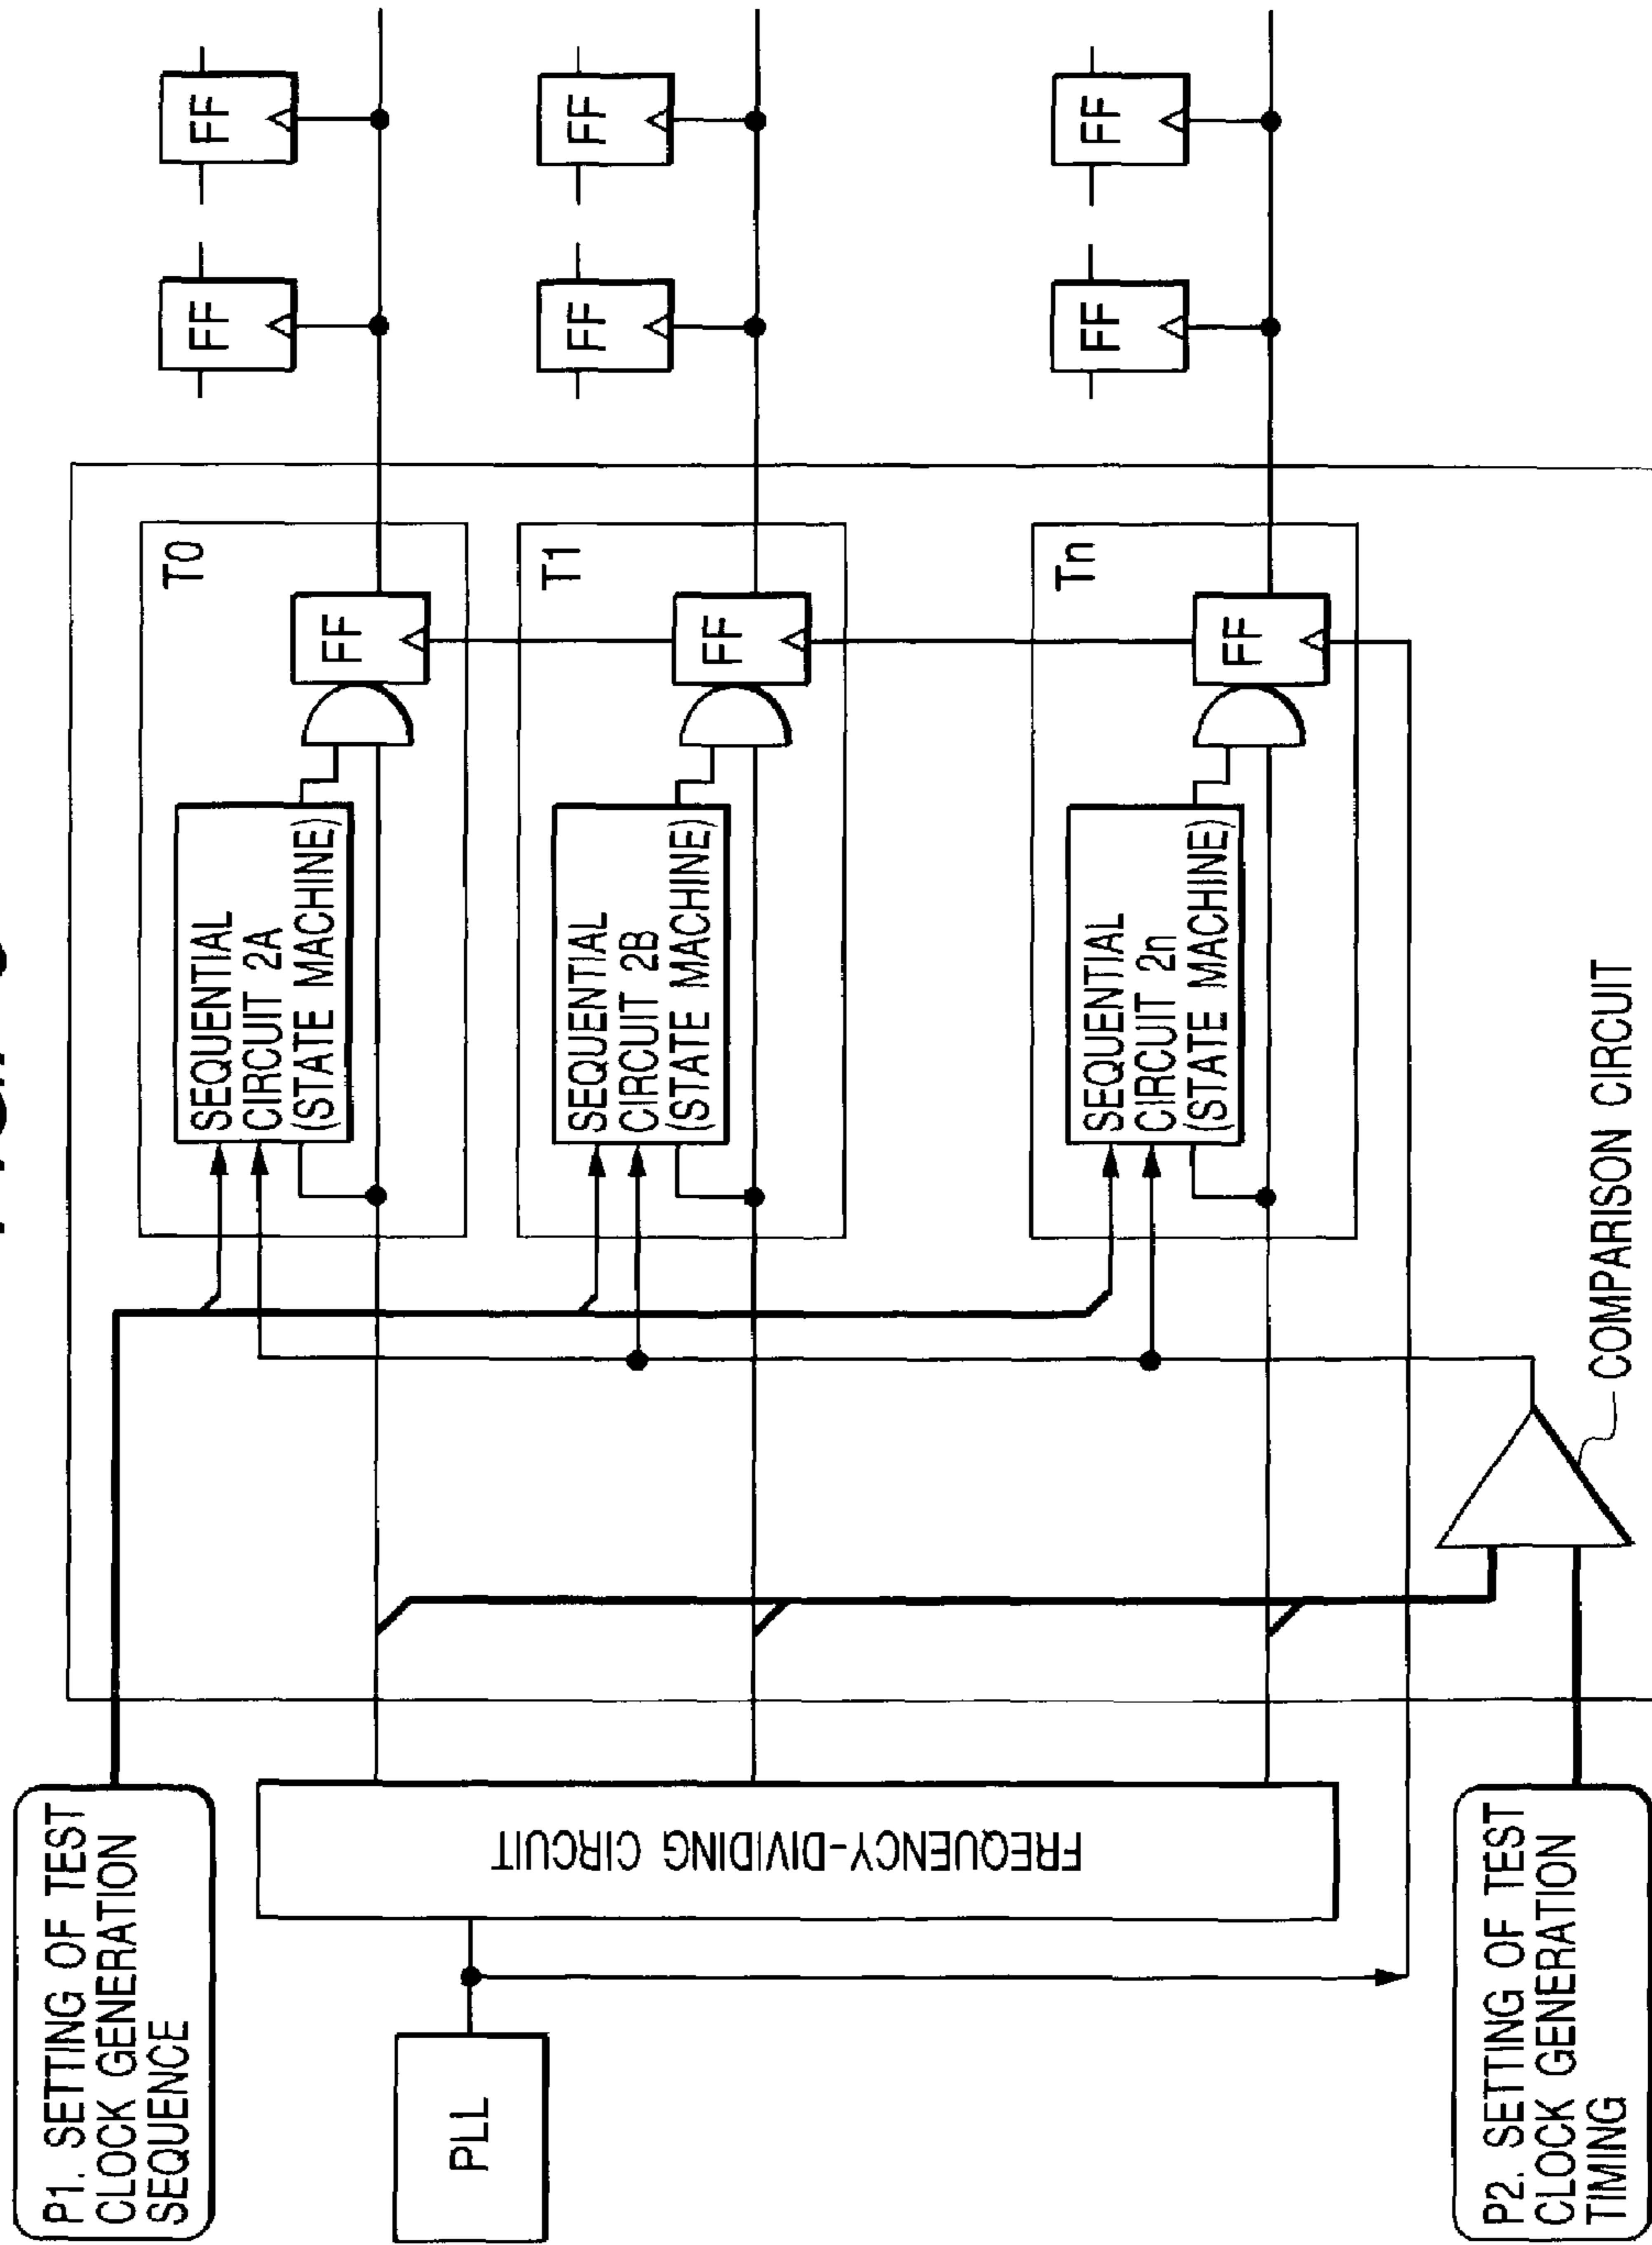 P1. SETTING OF TEST
CLOCK GENERATION
SEQUENCE
PLL
P2. SETTING OF TEST
CLOCK GENERATION
TIMING
FREQUENCY-DIVIDING CIRCUIT
T0
SEQUENTIAL
CIRCUIT 2A
(STATE MACHINE)
FF
FF
FF
T1
SEQUENTIAL
CIRCUIT 2B
(STATE MACHINE)
FF
FF
FF
Tn
SEQUENTIAL
CIRCUIT 2n
(STATE MACHINE)
FF
FF
FF
COMPARISON CIRCUIT